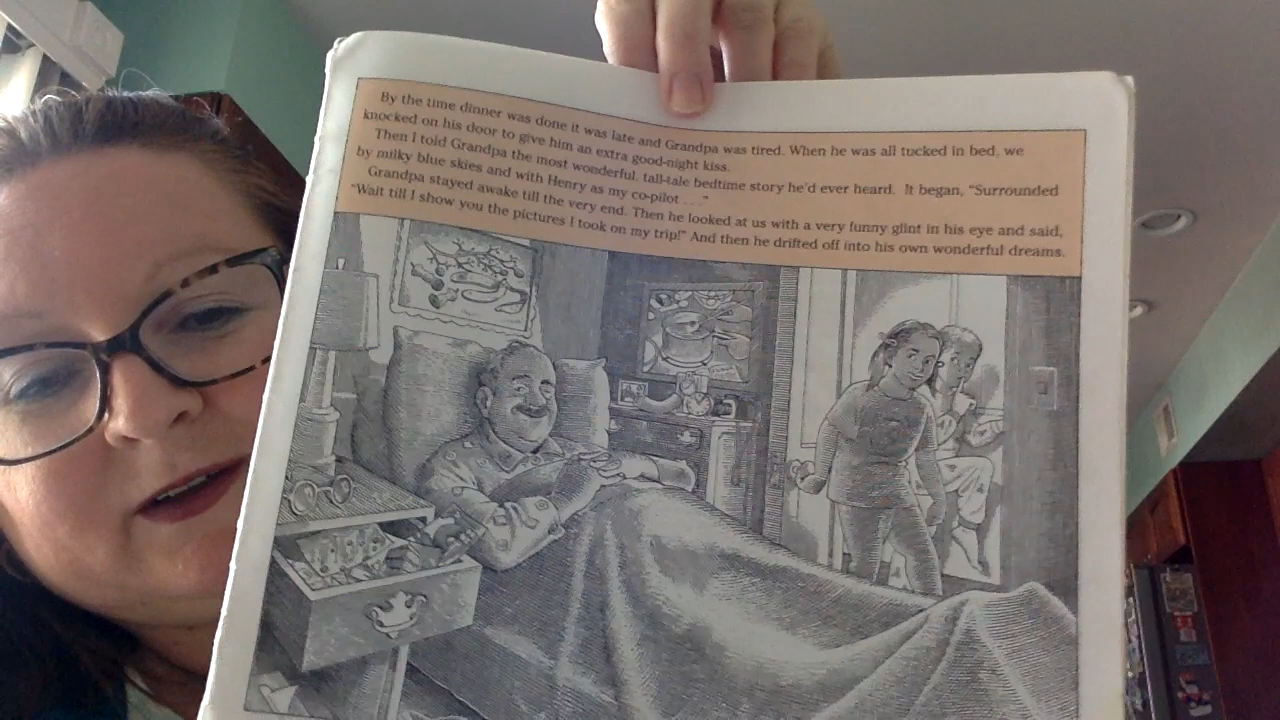 By the time dinner was done it was late and Grandpa was tired. When he was all tucked in bed, we
knocked on his door to give him an extra good-night kiss.
Then I told Grandpa the most wonderful, tall-tale bedtime story he'd ever heard. It began, "Surrounded
by milky blue skies and with Henry as my co-pilot . . ."
Grandpa stayed awake till the very end. Then he looked at us with a very funny glint in his eye and said,
"Wait till I show you the pictures I took on my trip!" And then he drifted off into his own wonderful dreams.